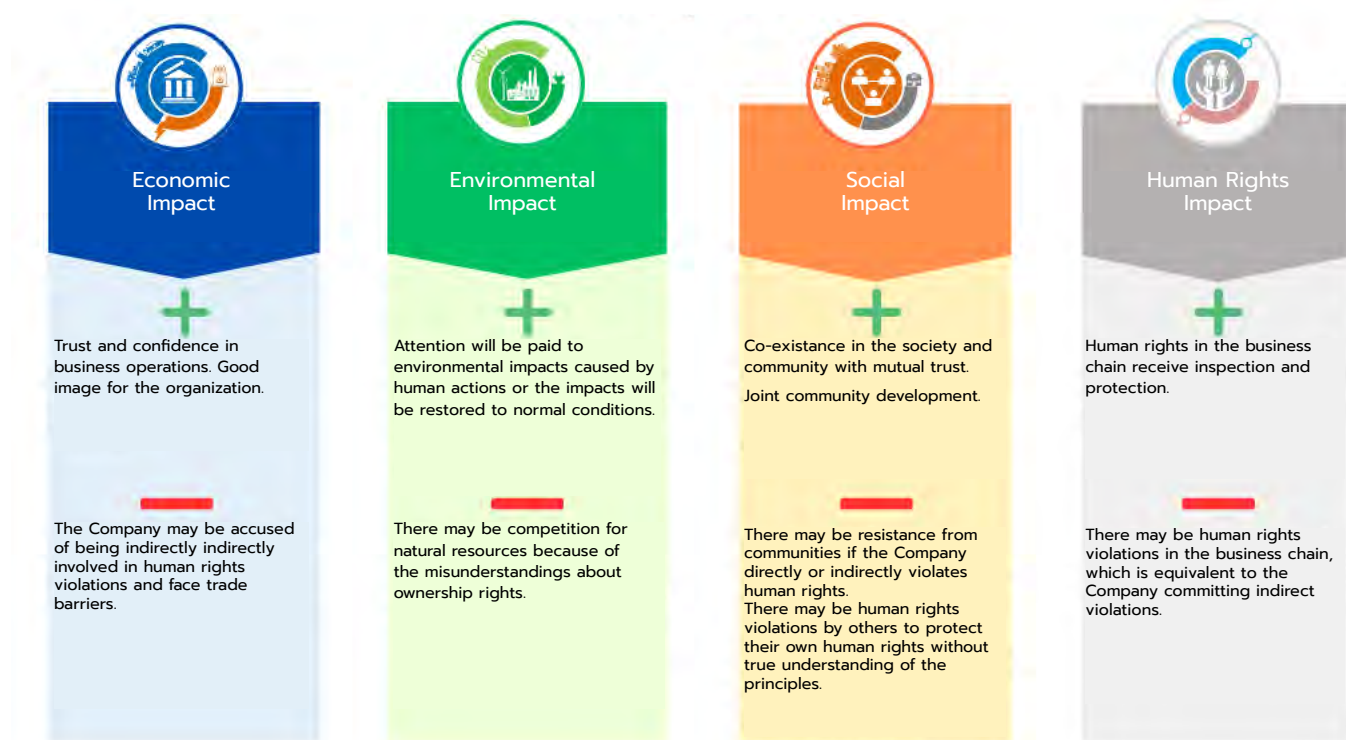 Economic
Impact
Trust and confidence in
business operations. Good
image for the organization.
The Company may be accused
of being indirectly indirectly
involved in human rights
violations and face trade
barriers.
Environmental
Impact
Attention will be paid to
environmental impacts caused by
human actions or the impacts will
be restored to normal conditions.
There may be competition for
natural resources because of
the misunderstandings about
ownership rights.
Social
Impact
Co-existance in the society and
community with mutual trust.
Joint community development.
There may be resistance from
communities if the Company
directly or indirectly violates
human rights.
There may be human rights
violations by others to protect
their own human rights without
true understanding of the
principles.
Human Rights
Impact
Human rights in the business
chain receive inspection and
protection.
There may be human rights
violations in the business chain,
which is equivalent to the
Company committing indirect
violations.